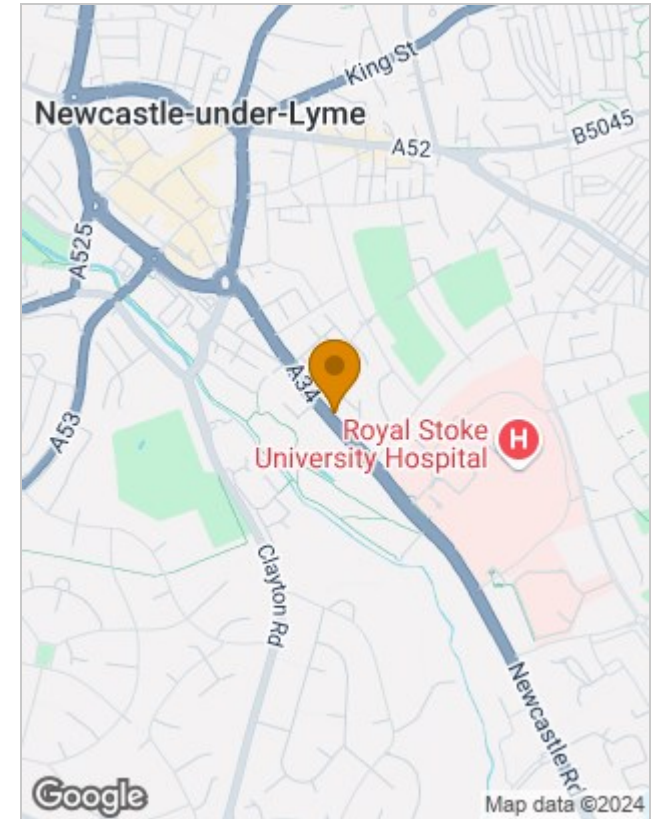 King St
Newcastle-under-Lyme
B5045
A52
A525
A34
A53
Royal Stoke
University Hospital
H
Clayton Rd
Newcastle Rd
Google
Map data ©2024